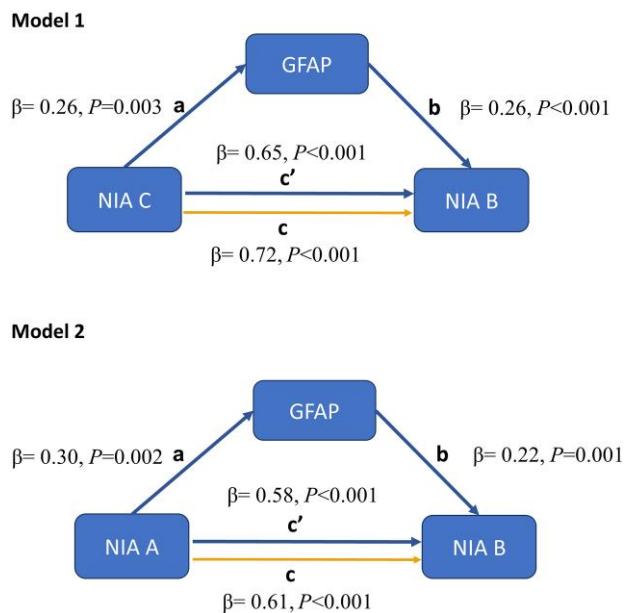 Model 1
GFAP
β= 0.26, P=0.003 a
b β= 0.26, P<0.001
β= 0.65, P<0.001
c’
NIA C
NIA B
c
β= 0.72, P<0.001
Model 2
GFAP
β= 0.30, P=0.002 a
b β= 0.22, P=0.001
β= 0.58, P<0.001
c’
NIA A
NIA B
c
β= 0.61, P<0.001